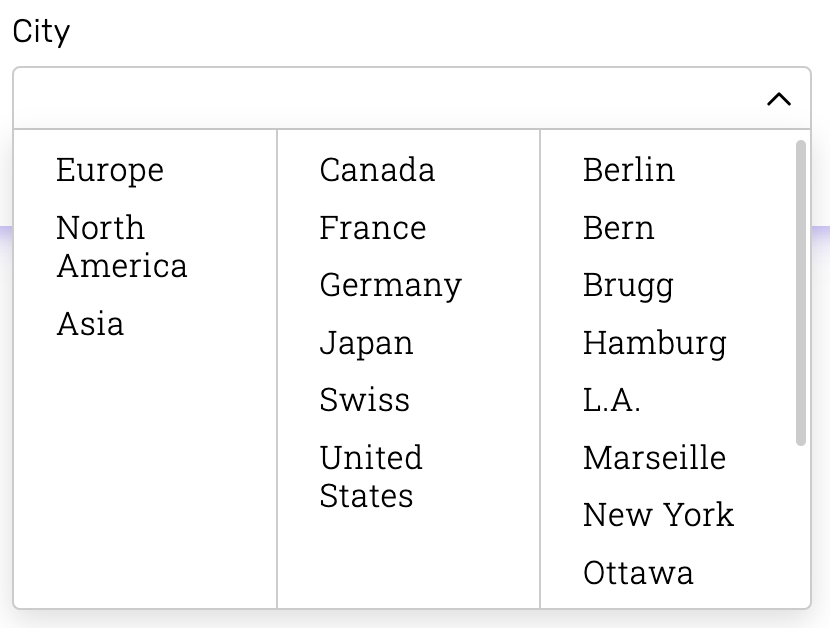 City
Europe
North
America
Asia
Canada
France
Germany
Japan
Swiss
United
States
Berlin
Bern
Brugg
Hamburg
L.A.
Marseille
New York
Ottawa